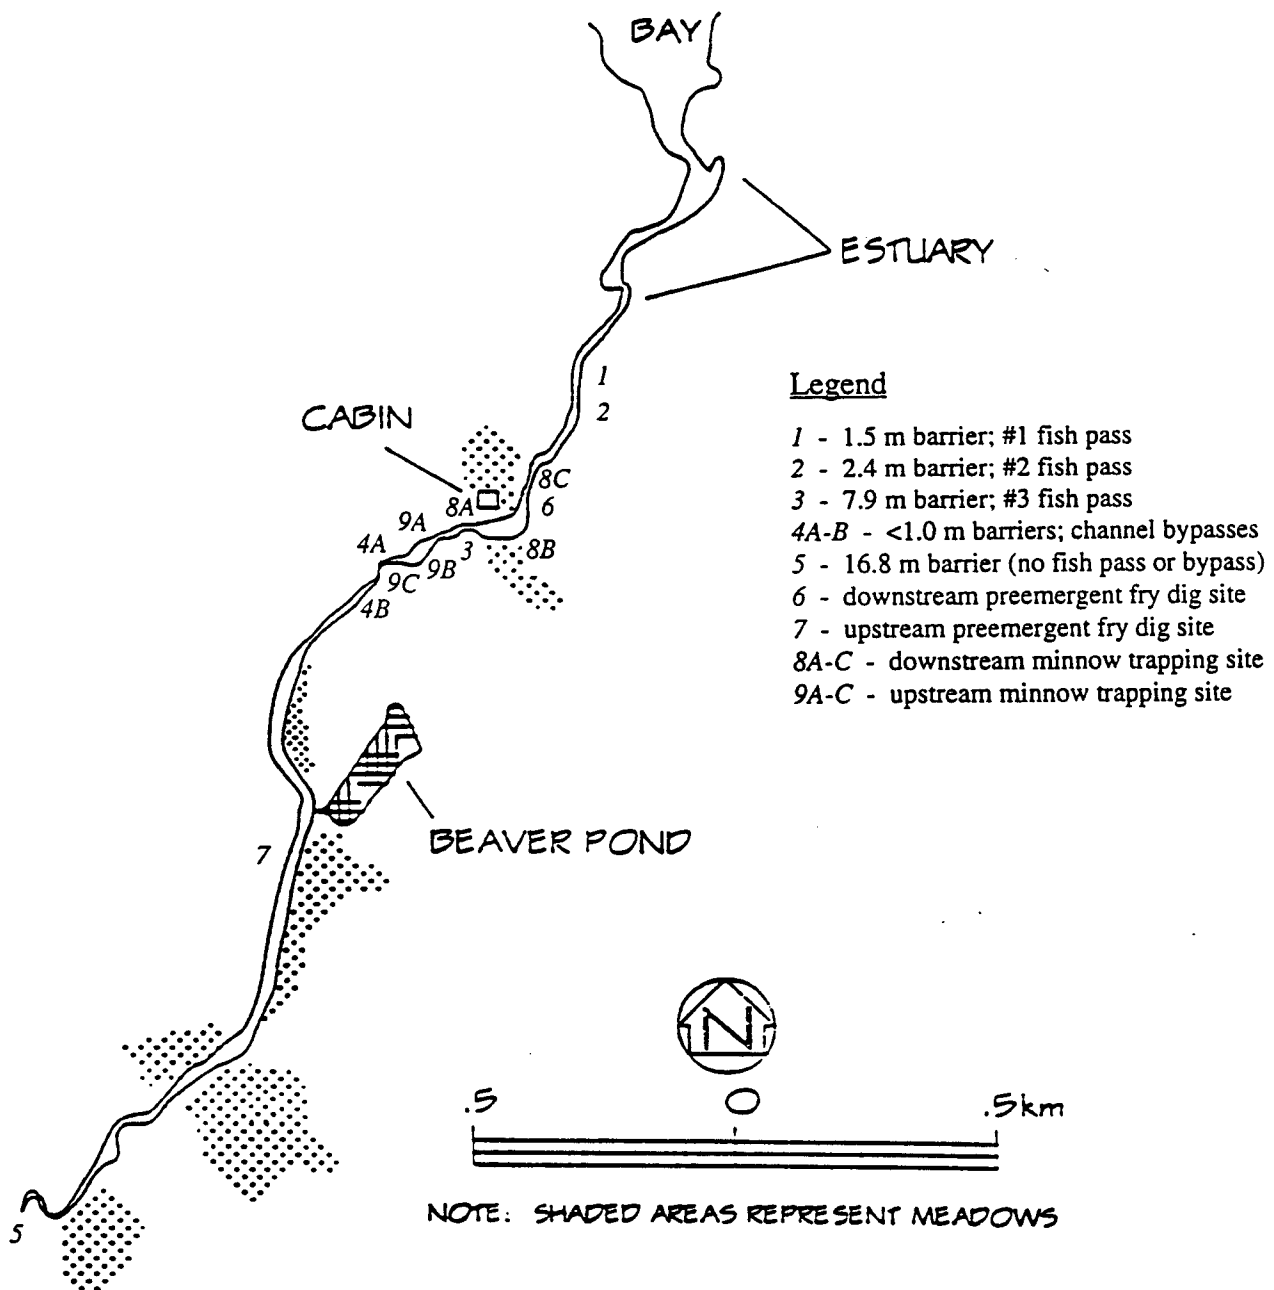 BAY
ESTUARY
1
2
Legend
1 - 1.5 m barrier; #1 fish pass
2 - 2.4 m barrier; #2 fish pass
3 - 7.9 m barrier; #3 fish pass
4A-B - <1.0 m barriers; channel bypasses
5 - 16.8 m barrier (no fish pass or bypass)
6 - downstream preemergent fry dig site
7 - upstream preemergent fry dig site
8A-C - downstream minnow trapping site
9A-C - upstream minnow trapping site
CABIN
8C
8A
6
9A
4A
3
8B
9B
9C
4B
BEAVER POND
7
N
.5 0 .5km
5
NOTE: SHADED AREAS REPRESENT MEADOWS